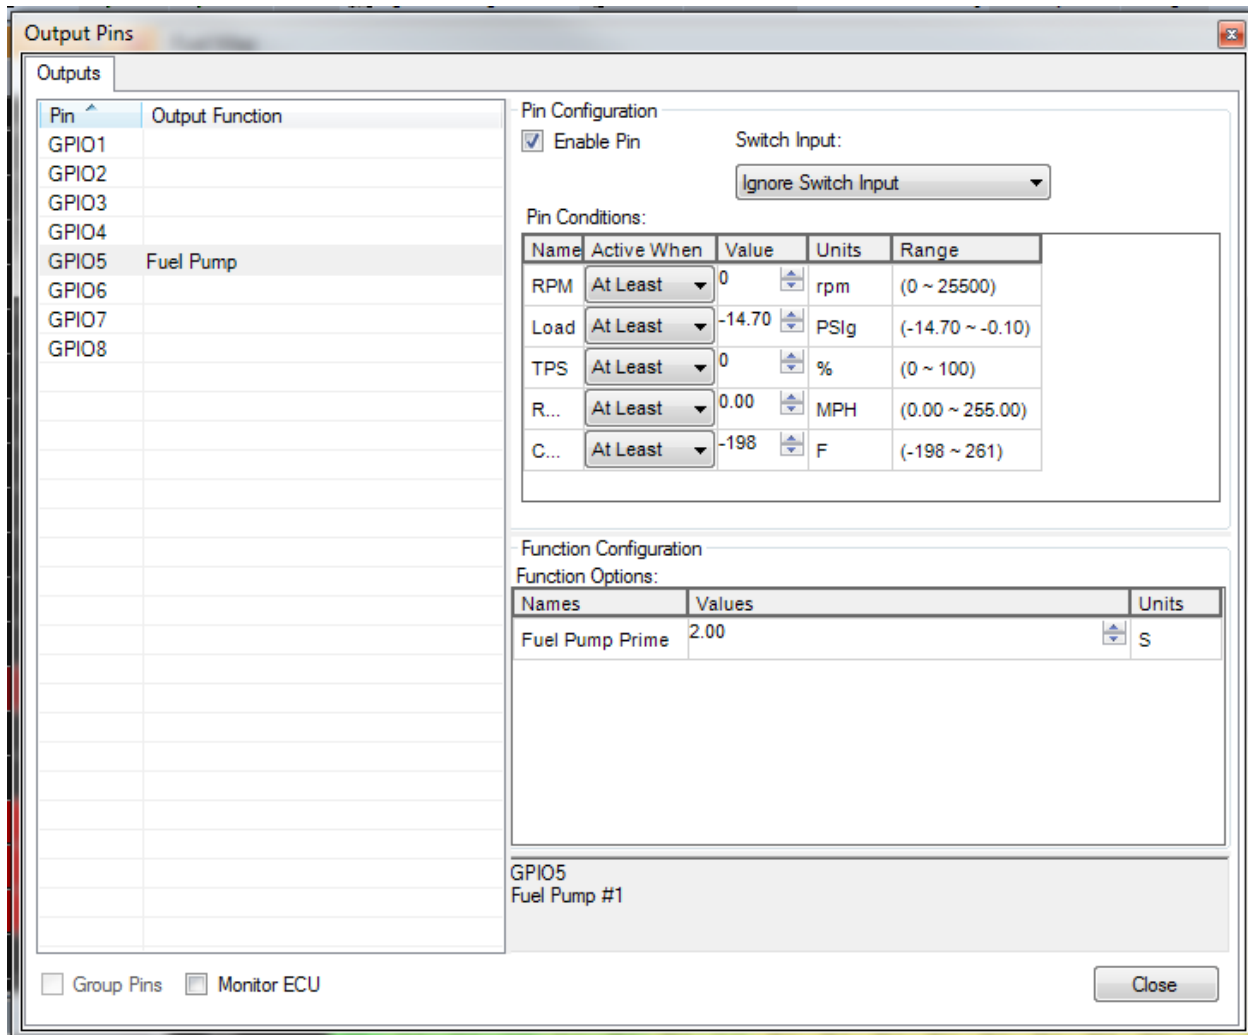 Output Pins
Outputs
Pin Output Function
GPIO1
GPIO2
GPIO3
GPIO4
GPIO5 Fuel Pump
GPIO6
GPIO7
GPIO8
Group Pins Monitor ECU
Pin Configuration
Enable Pin Switch Input:
Ignore Switch Input
Pin Conditions:
Name Active When Value Units Range
RPM At Least 0 rpm (0 ~ 25500)
Load At Least -14.70 PSIg (-14.70 ~ -0.10)
TPS At Least 0 % (0 ~ 100)
R... At Least 0.00 MPH (0.00 ~ 255.00)
C... At Least -198 F (-198 ~ 261)
Function Configuration
Function Options:
Names Values Units
Fuel Pump Prime 2.00 S
GPIO5
Fuel Pump #1
Close